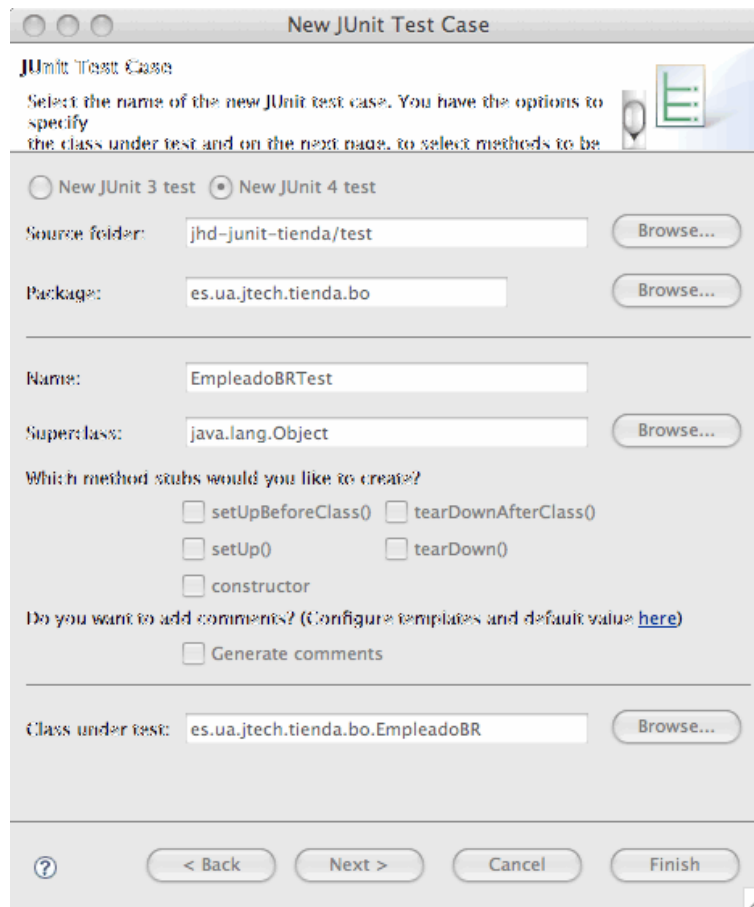 New JUnit Test Case
JUnit Test Case
Select the name of the new JUnit test case. You have the options to
specify
the class under test and on the next page, to select methods to be
New JUnit 3 test New JUnit 4 test
Source folder: jhd-junit-tienda/test Browse...
Package: es.ua.jtech.tienda.bo Browse...
Name: EmpleadoBRTest
Superclass: java.lang.Object Browse...
Which method stubs would you like to create?
setUpBeforeClass() tearDownAfterClass()
setUp() tearDown()
constructor
Do you want to add comments? (Configure templates and default value here)
Generate comments
Class under test: es.ua.jtech.tienda.bo.EmpleadoBR Browse...
? < Back Next > Cancel Finish